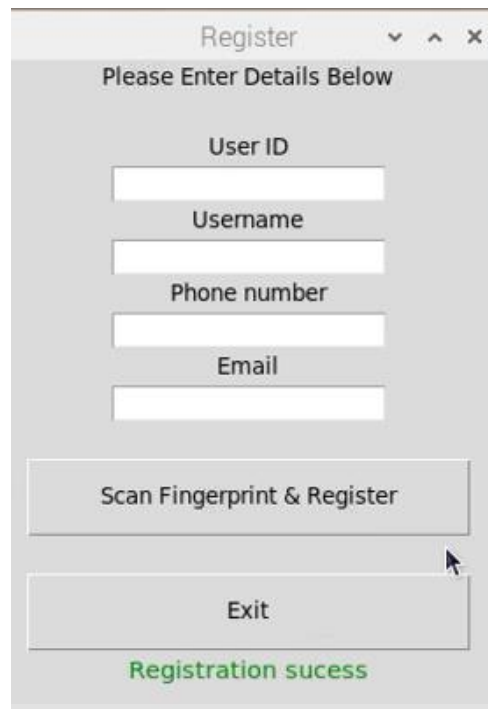 Register
Please Enter Details Below
User ID
Username
Phone number
Email
Scan Fingerprint & Register
Exit
Registration sucess